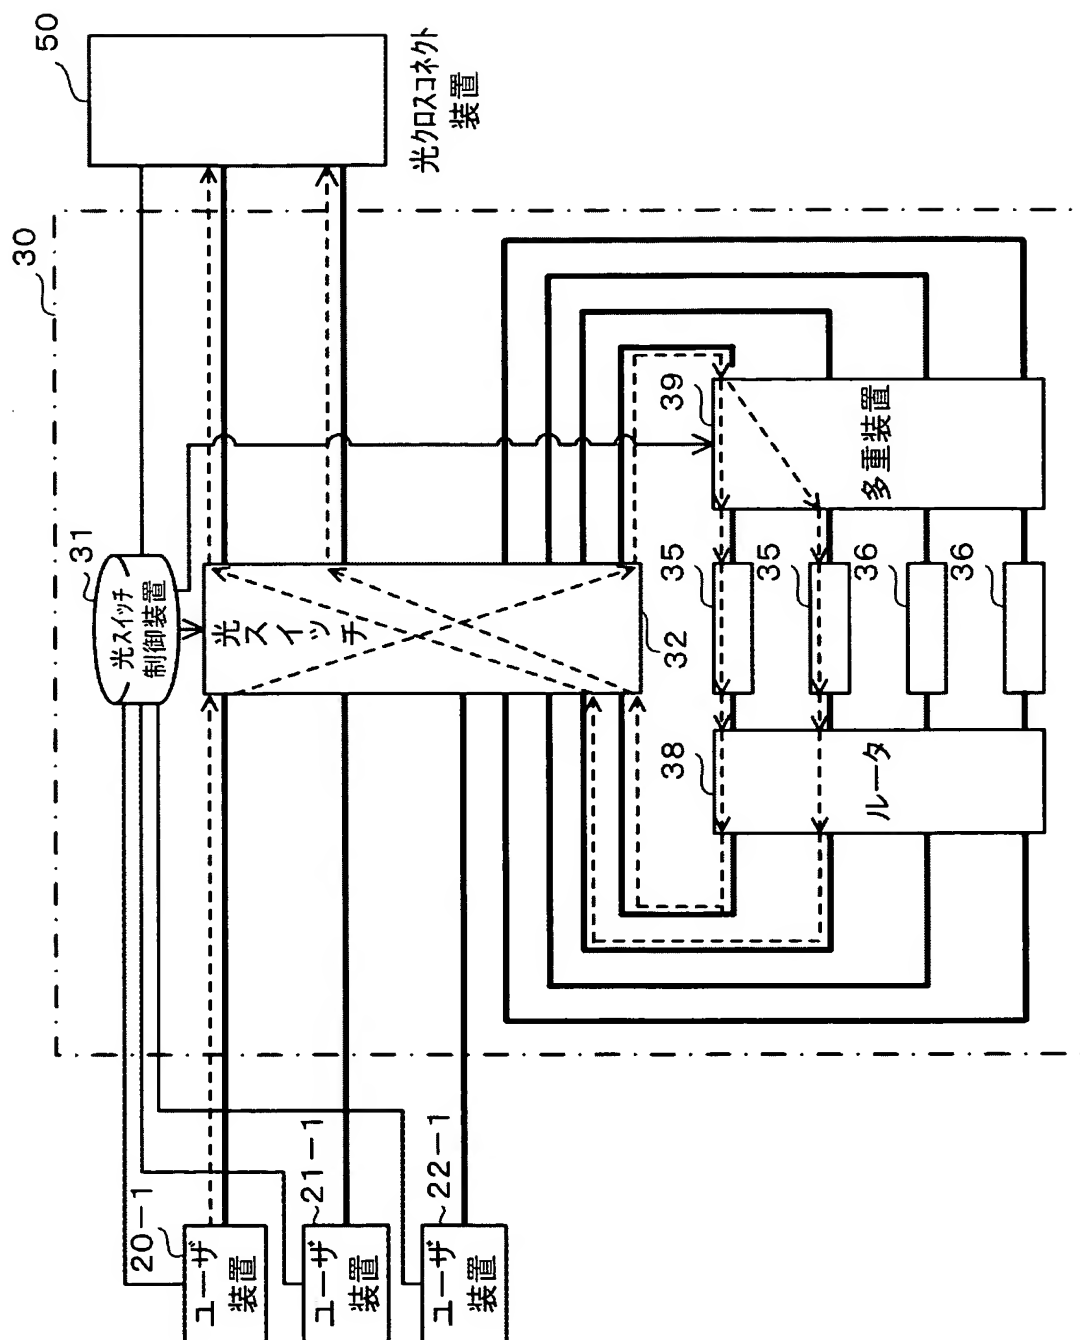 50
光クロスコネクト
装置
30
31
光スイッチ
制御装置
光
スイッチ
32
39
多重装置
35
35
36
36
38
ルータ
20-1
ユーザ
装置
21-1
ユーザ
装置
22-1
ユーザ
装置